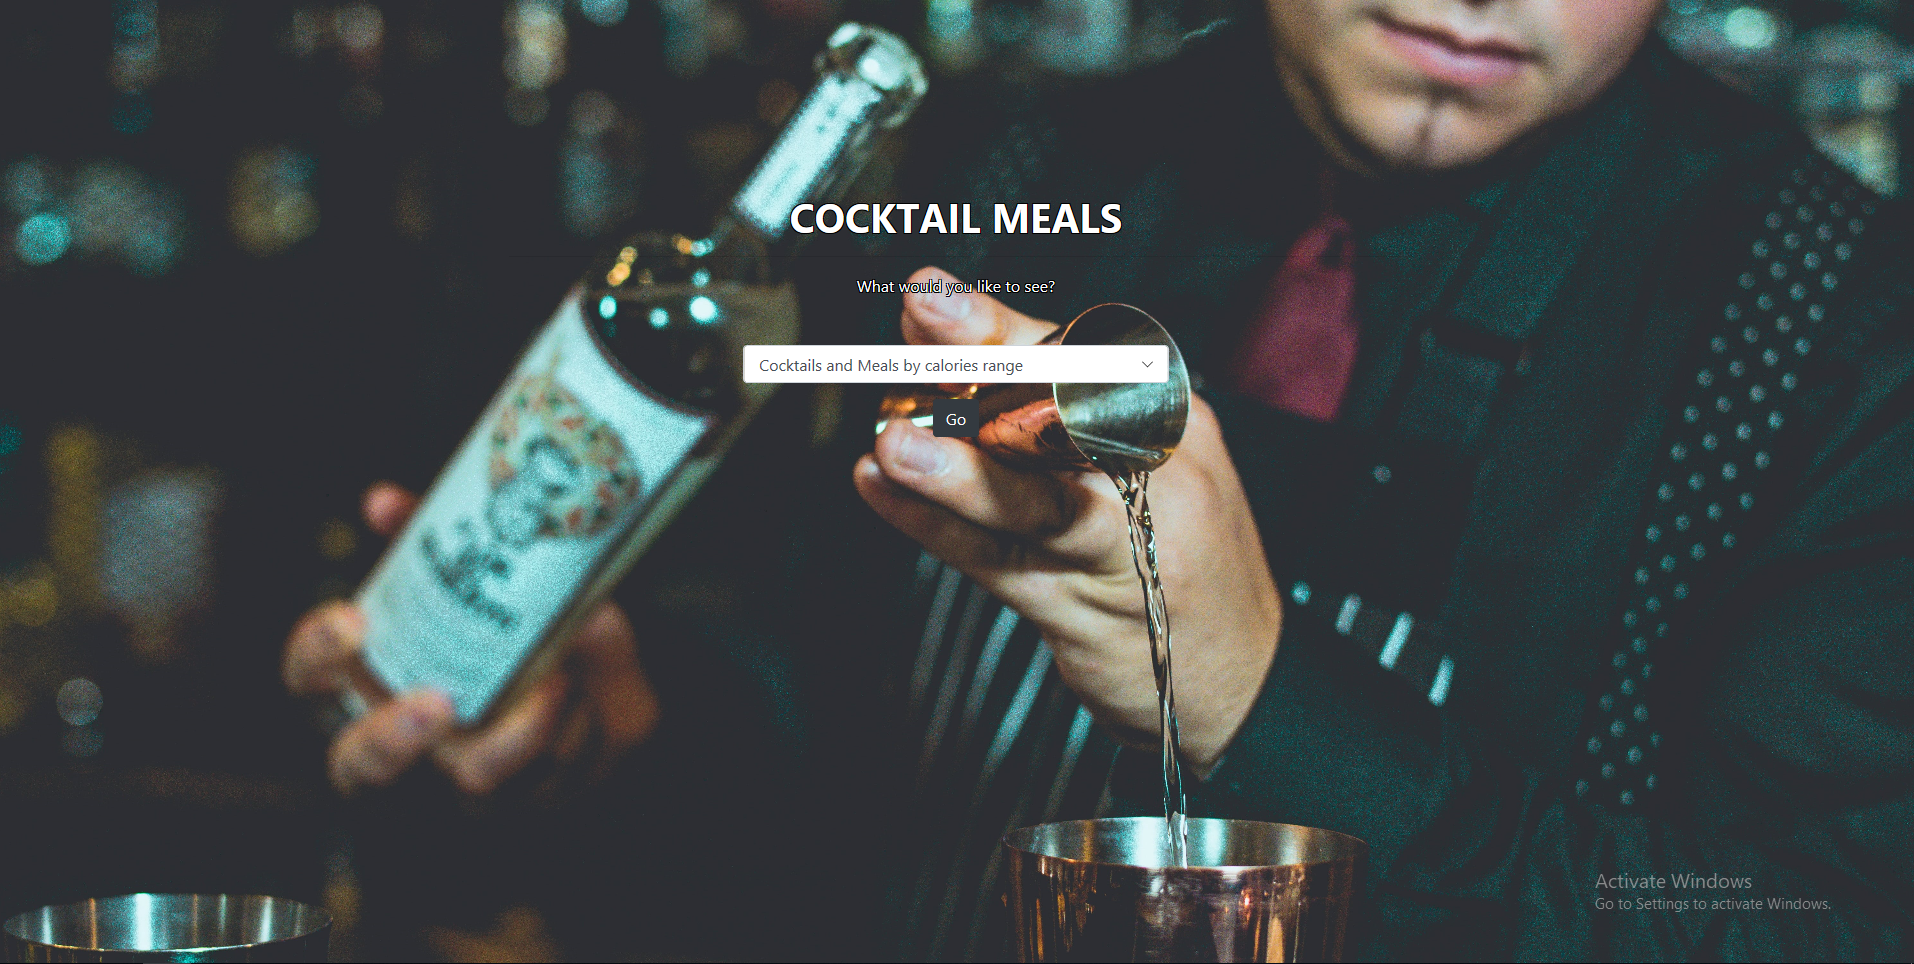 COCKTAIL MEALS
What would you like to see?
Cocktails and Meals by calories range
Go
Activate Windows
Go to Settings to activate Windows.